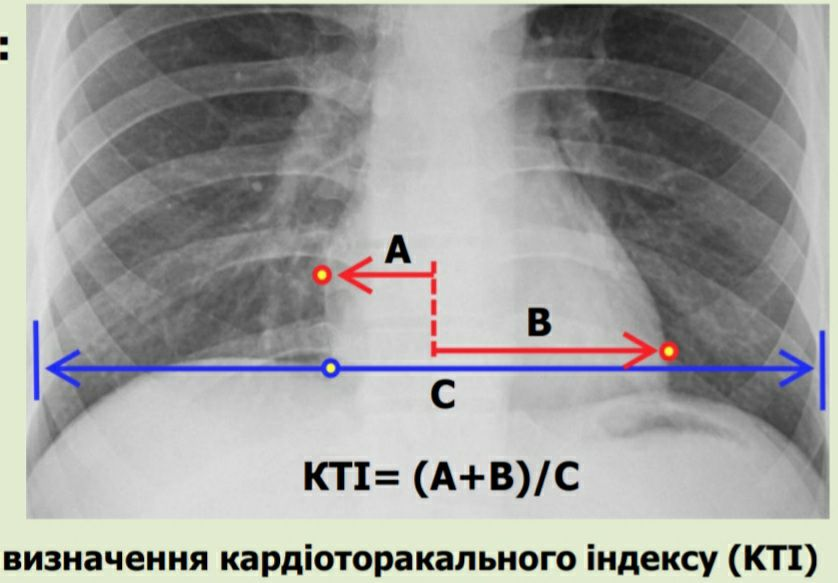 :
A
B
C
КТІ= (А+В)/С
визначення кардіоторакального індексу (КТІ)